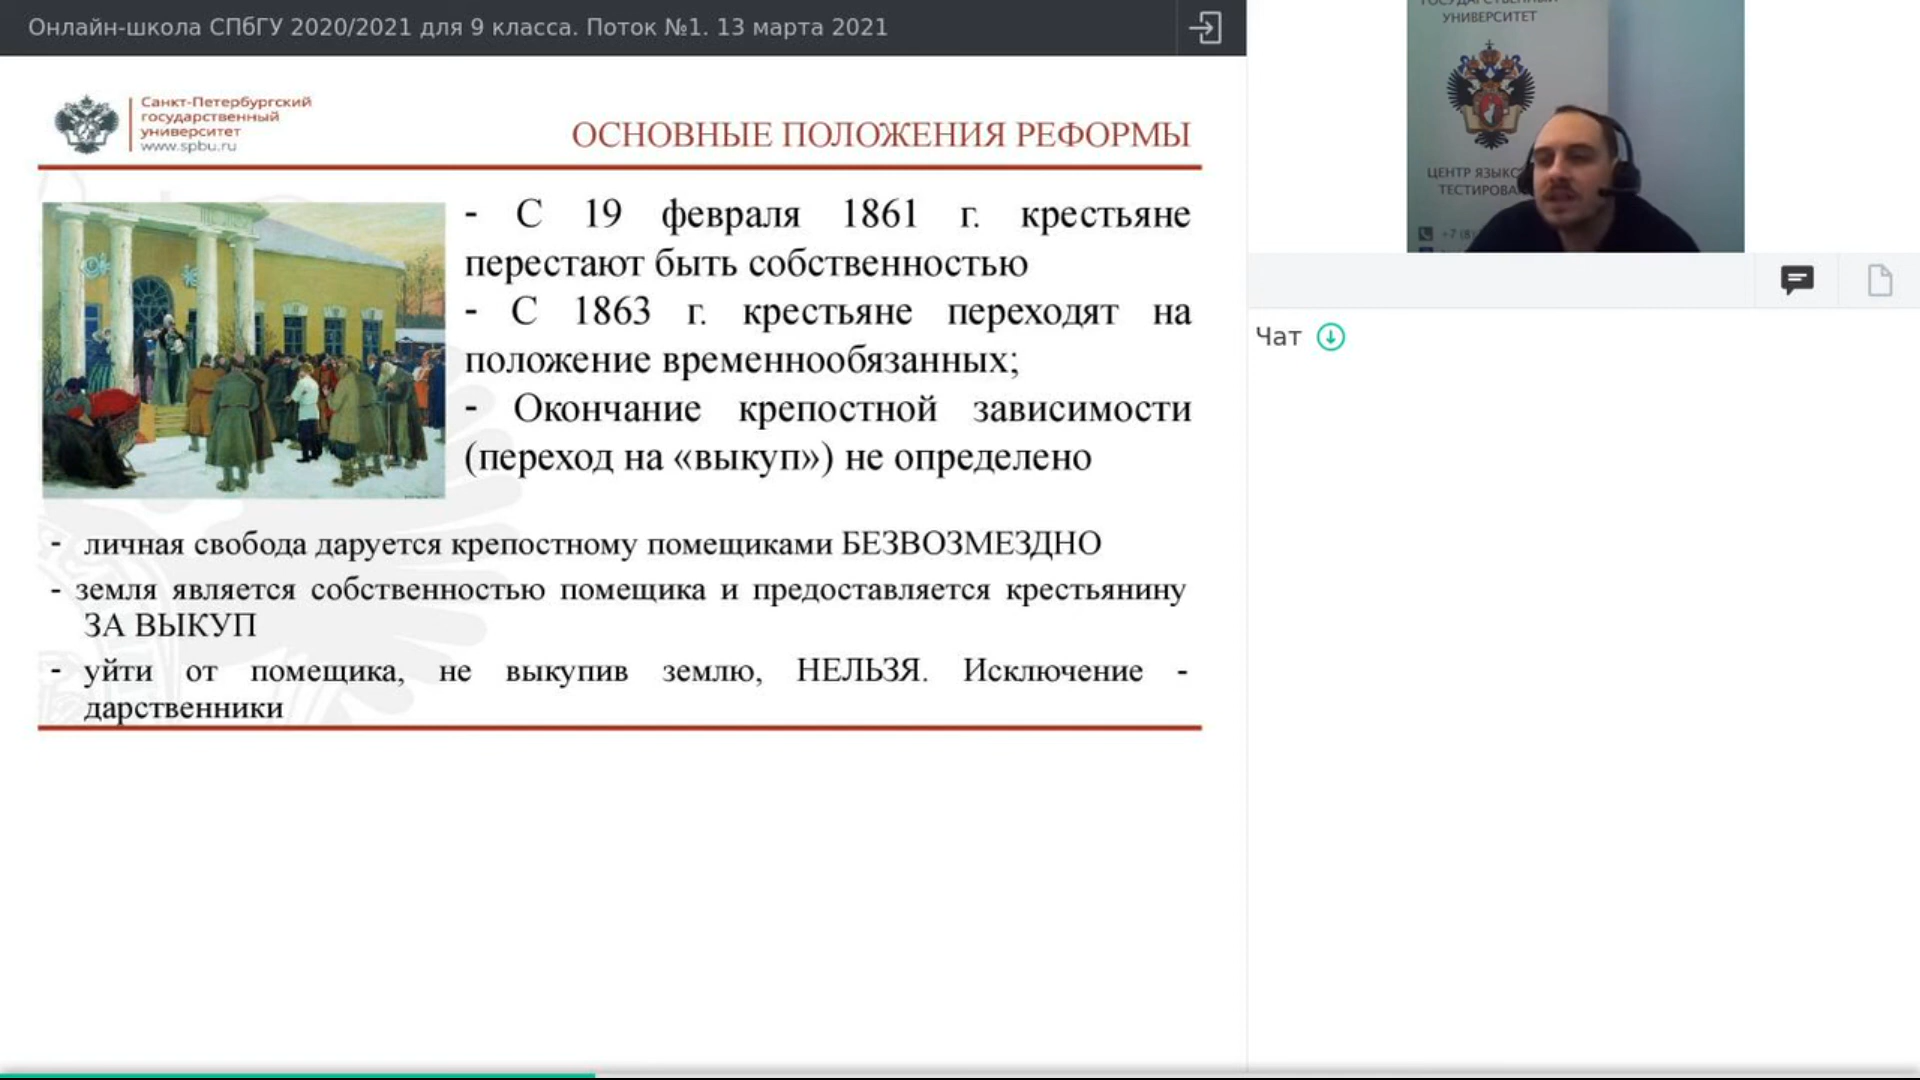 Онлайн-школа СПбГУ 2020/2021 для 9 класса. Поток №1. 13 марта 2021
Санкт-Петербургский
государственный
университет
www.spbu.ru
ОСНОВНЫЕ ПОЛОЖЕНИЯ РЕФОРМЫ
- С 19 февраля 1861 г. крестьяне
перестают быть собственностью
- С 1863 г. крестьяне переходят на
положение временнообязанных;
- Окончание крепостной зависимости
(переход на «выкуп») не определено
- личная свобода даруется крепостному помещиками БЕЗВОЗМЕЗДНО
- земля является собственностью помещика и предоставляется крестьянину
ЗА ВЫКУП
- уйти от помещика, не выкупив землю, НЕЛЬЗЯ. Исключение -
дарственники
УНИВЕРСИТЕТ
ЦЕНТР
+7 (8
Чат